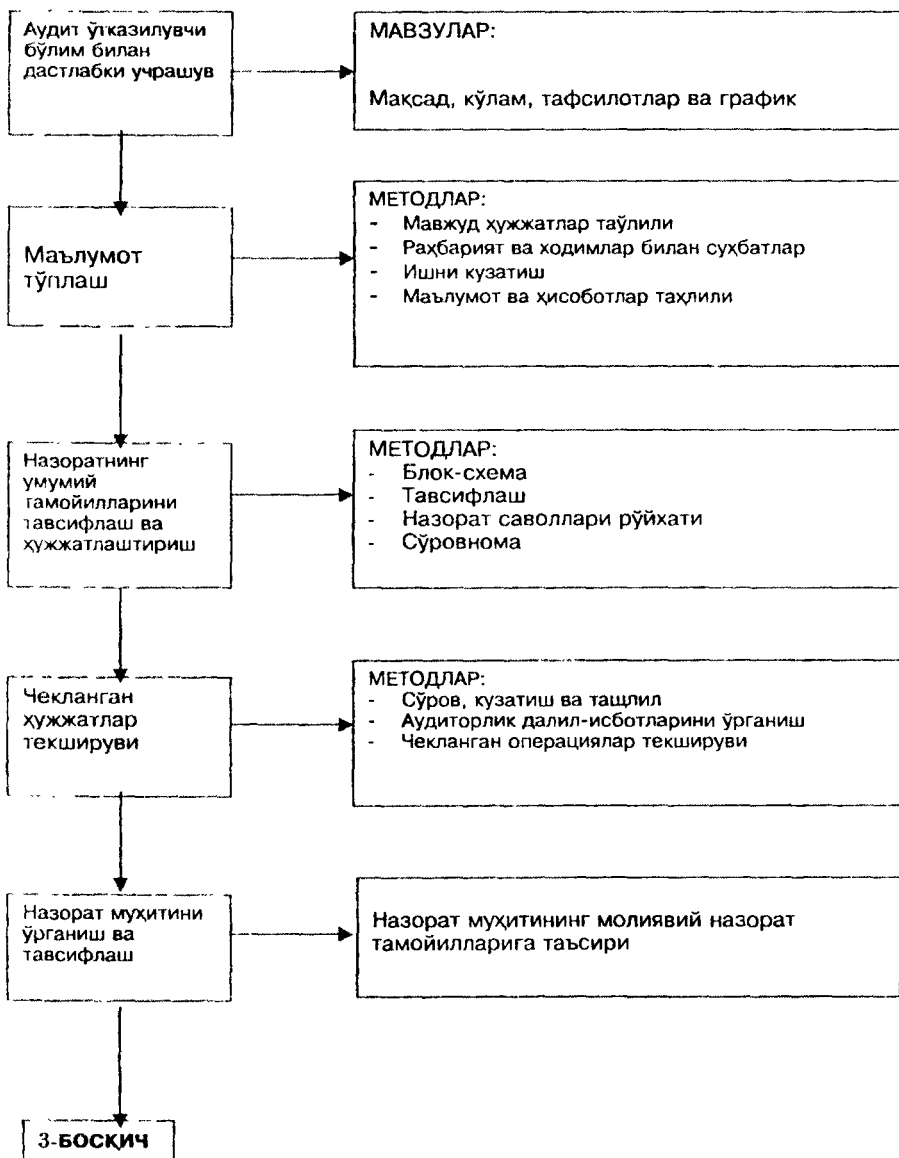 Аудит ўтказилувчи
бўлим билан
дастлабки учрашув
МАВЗУЛАР:
Мақсад, кўлам, тафсилотлар ва график
Маълумот
тўплаш
МЕТОДЛАР:
- Мавжуд ҳужжатлар таўлили
- Раҳбарият ва ходимлар билан суҳбатлар
- Ишни кузатиш
- Маълумот ва ҳисоботлар таҳлили
Назоратнинг
умумий
тамойилларини
тавсифлаш ва
ҳужжатлаштириш
МЕТОДЛАР:
- Блок-схема
- Тавсифлаш
- Назорат саволлари рўйхати
- Сўровнома
Чекланган
ҳужжатлар
текшируви
МЕТОДЛАР:
- Сўров, кузатиш ва ташлил
- Аудиторлик далил-исботларини ўрганиш
- Чекланган операциялар текшируви
Назорат муҳитини
ўрганиш ва
тавсифлаш
Назорат муҳитининг молиявий назорат
тамойилларига таъсири
3-БОСҚИЧ